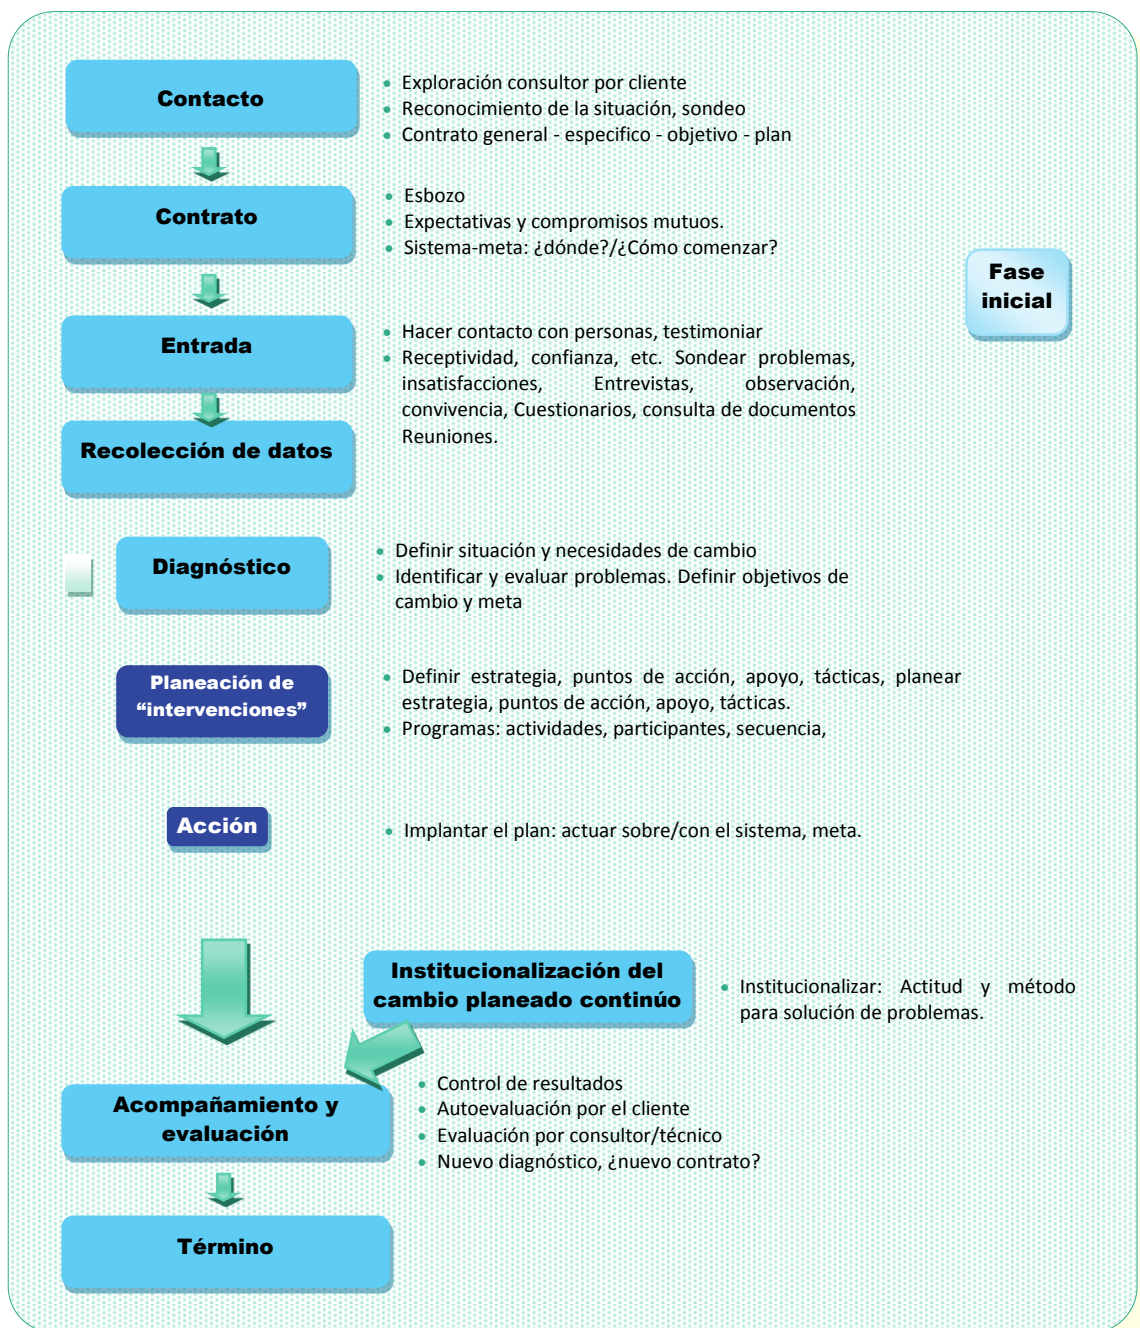 Contacto
• Exploración consultor por cliente
• Reconocimiento de la situación, sondeo
• Contrato general - especifico - objetivo - plan
Contrato
• Esbozo
• Expectativas y compromisos mutuos.
• Sistema-meta: ¿dónde?/¿Cómo comenzar?
Fase
inicial
Entrada
• Hacer contacto con personas, testimoniar
• Receptividad, confianza, etc. Sondear problemas,
insatisfacciones, Entrevistas, observación,
convivencia, Cuestionarios, consulta de documentos
Reuniones.
Recolección de datos
Diagnóstico
• Definir situación y necesidades de cambio
• Identificar y evaluar problemas. Definir objetivos de
cambio y meta
Planeación de
“intervenciones”
• Definir estrategia, puntos de acción, apoyo, tácticas, planear
estrategia, puntos de acción, apoyo, tácticas.
• Programas: actividades, participantes, secuencia,
Acción
• Implantar el plan: actuar sobre/con el sistema, meta.
Institucionalización del
cambio planeado continúo
• Institucionalizar: Actitud y método
para solución de problemas.
Acompañamiento y
evaluación
• Control de resultados
• Autoevaluación por el cliente
• Evaluación por consultor/técnico
• Nuevo diagnóstico, ¿nuevo contrato?
Término